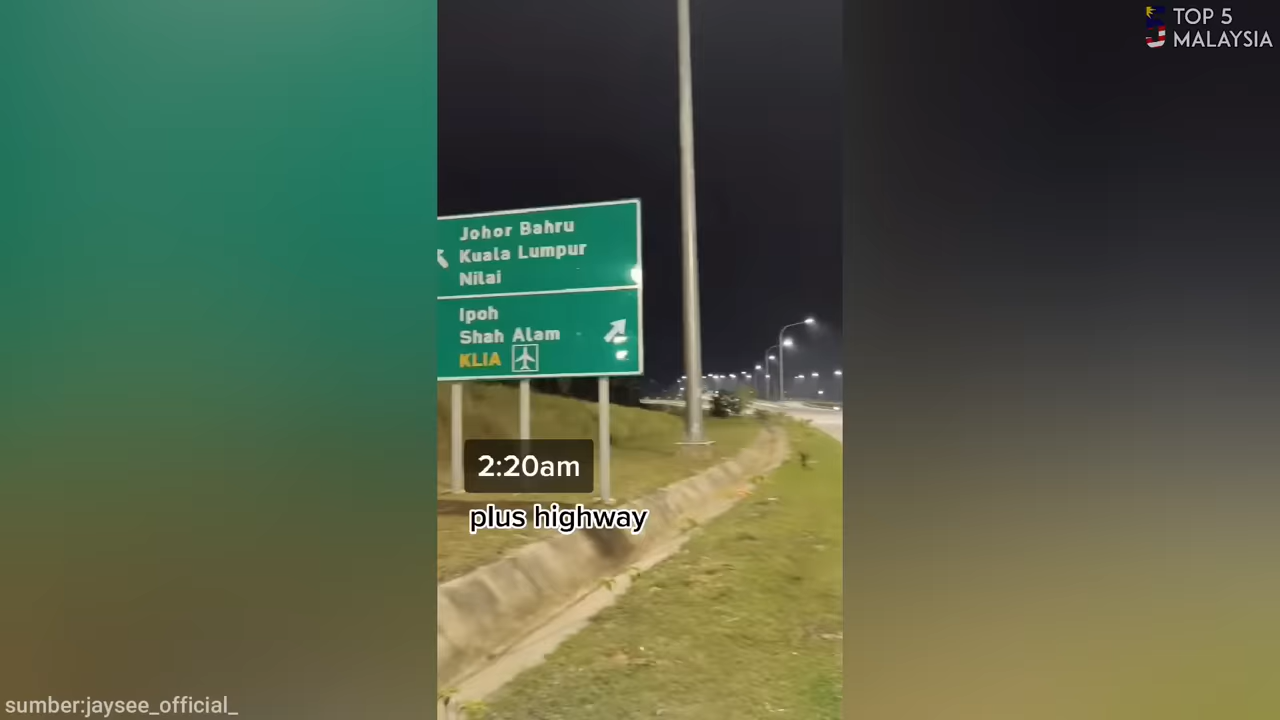 TOP 5
MALAYSIA
Johor Bahru
Kuala Lumpur
Nilai
Ipoh
Shah Alam
KLIA
2:20am
plus highway
sumber:jaysee_official_